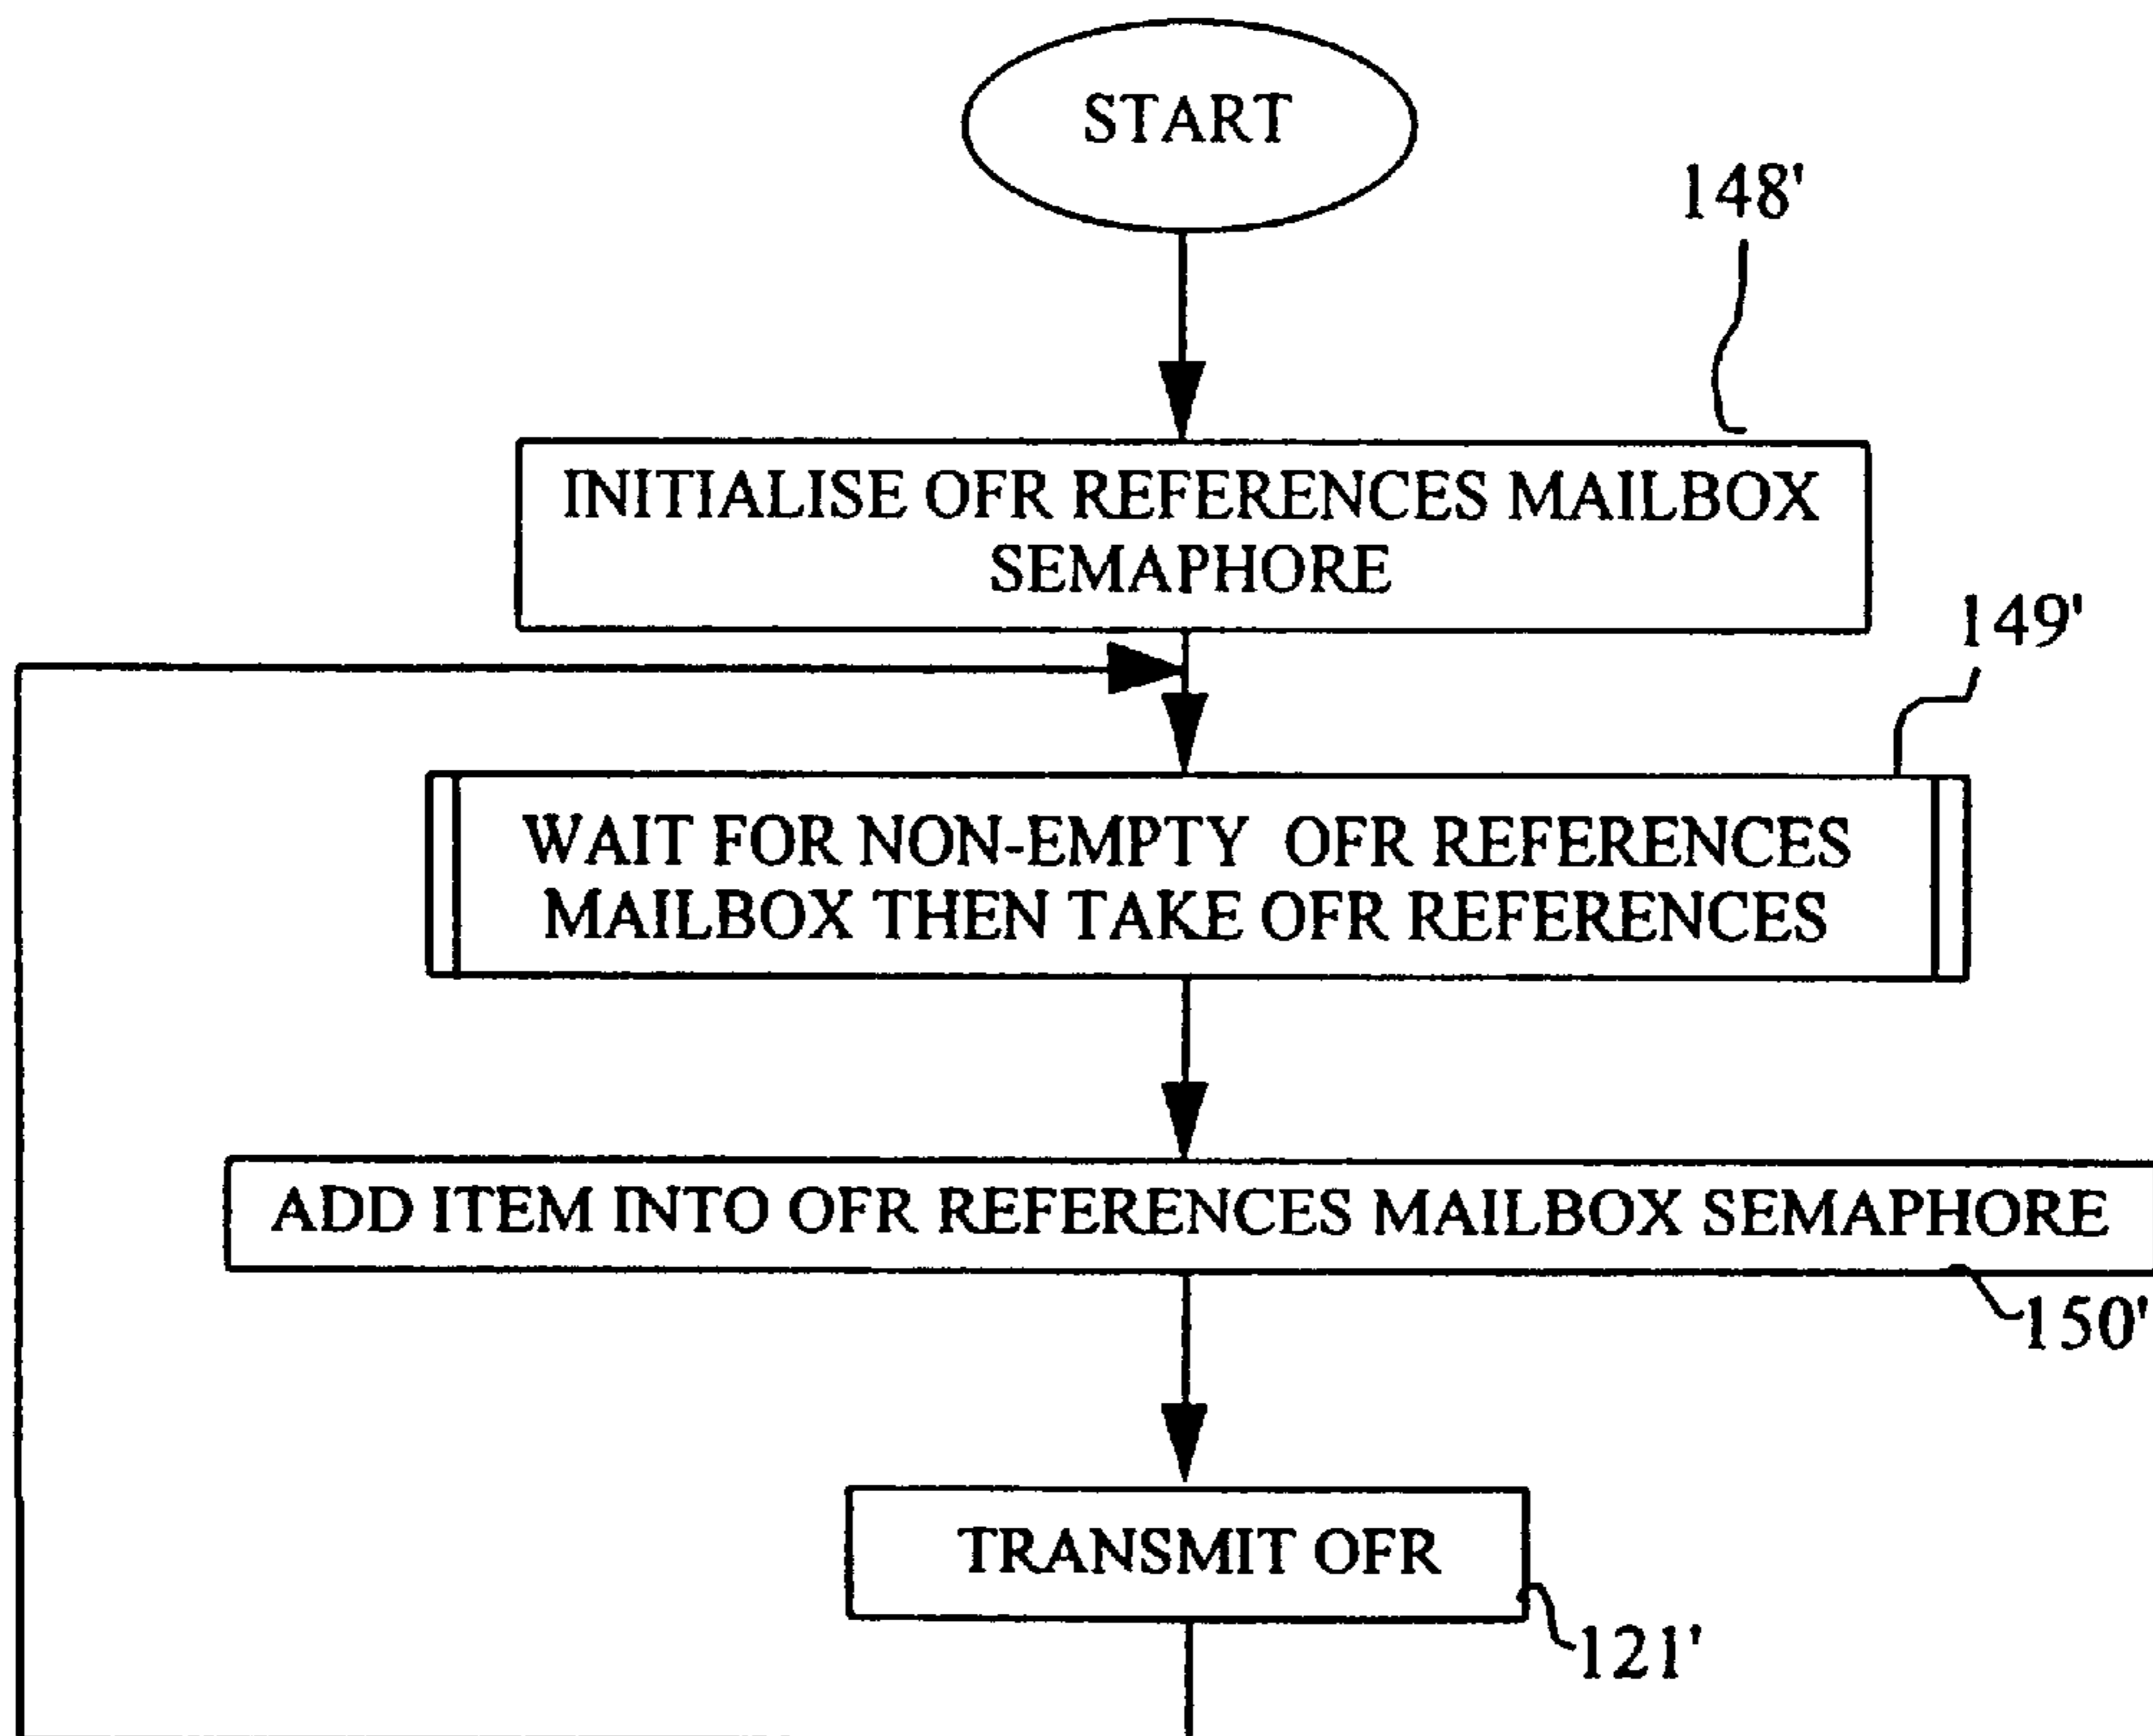 START
148'
INITIALISE OFR REFERENCES MAILBOX
SEMAPHORE
149'
WAIT FOR NON-EMPTY OFR REFERENCES
MAILBOX THEN TAKE OFR REFERENCES
ADD ITEM INTO OFR REFERENCES MAILBOX SEMAPHORE
150'
TRANSMIT OFR
121'